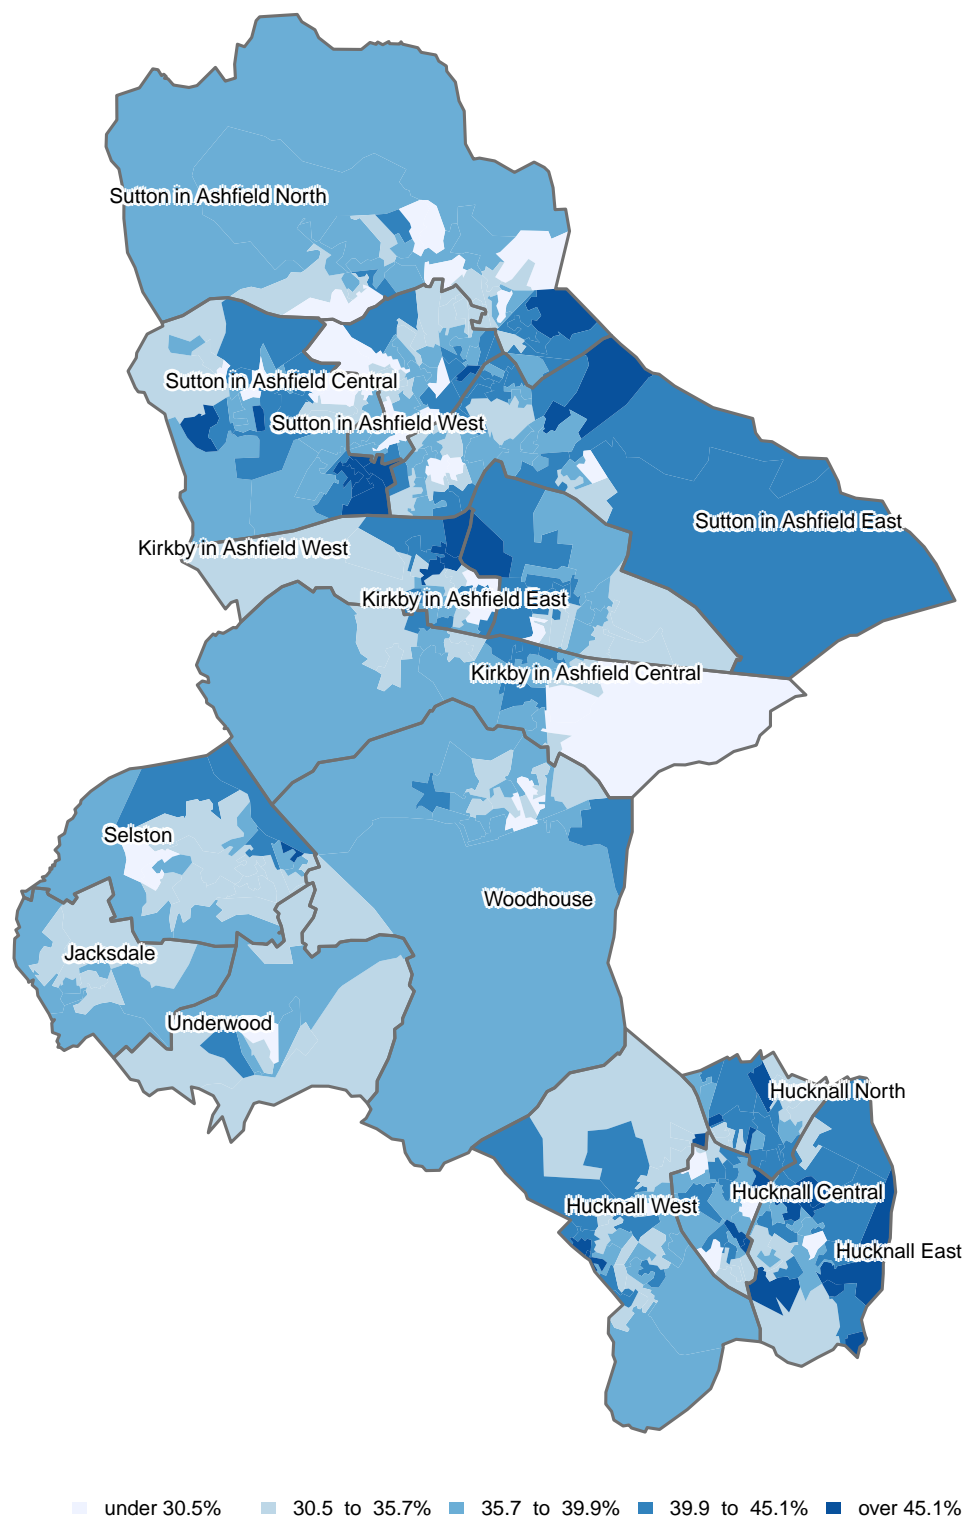 Sutton in Ashfield North
Sutton in Ashfield Central
Sutton in Ashfield West
Sutton in Ashfield East
Kirkby in Ashfield West
Kirkby in Ashfield East
Kirkby in Ashfield Central
Selston
Woodhouse
Jacksdale
Underwood
Hucknall North
Hucknall Central
Hucknall West
Hucknall East
under 30.5% 30.5 to 35.7% 35.7 to 39.9% 39.9 to 45.1% over 45.1%